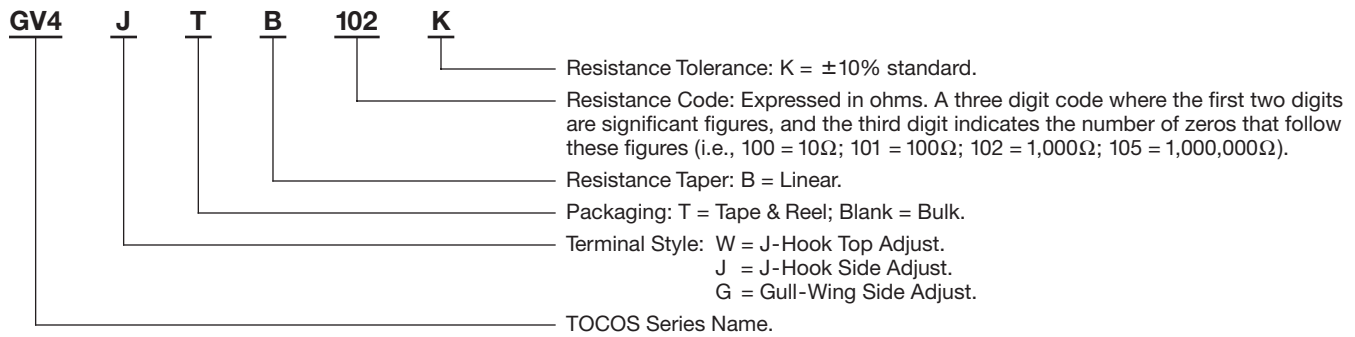 GV4 J T B 102 K
Resistance Tolerance: K = ±10% standard.
Resistance Code: Expressed in ohms. A three digit code where the first two digits
are significant figures, and the third digit indicates the number of zeros that follow
these figures (i.e., 100 = 10Ω; 101 = 100Ω; 102 = 1,000Ω; 105 = 1,000,000Ω).
Resistance Taper: B = Linear.
Packaging: T = Tape & Reel; Blank = Bulk.
Terminal Style: W = J-Hook Top Adjust.
J = J-Hook Side Adjust.
G = Gull-Wing Side Adjust.
TOCOS Series Name.